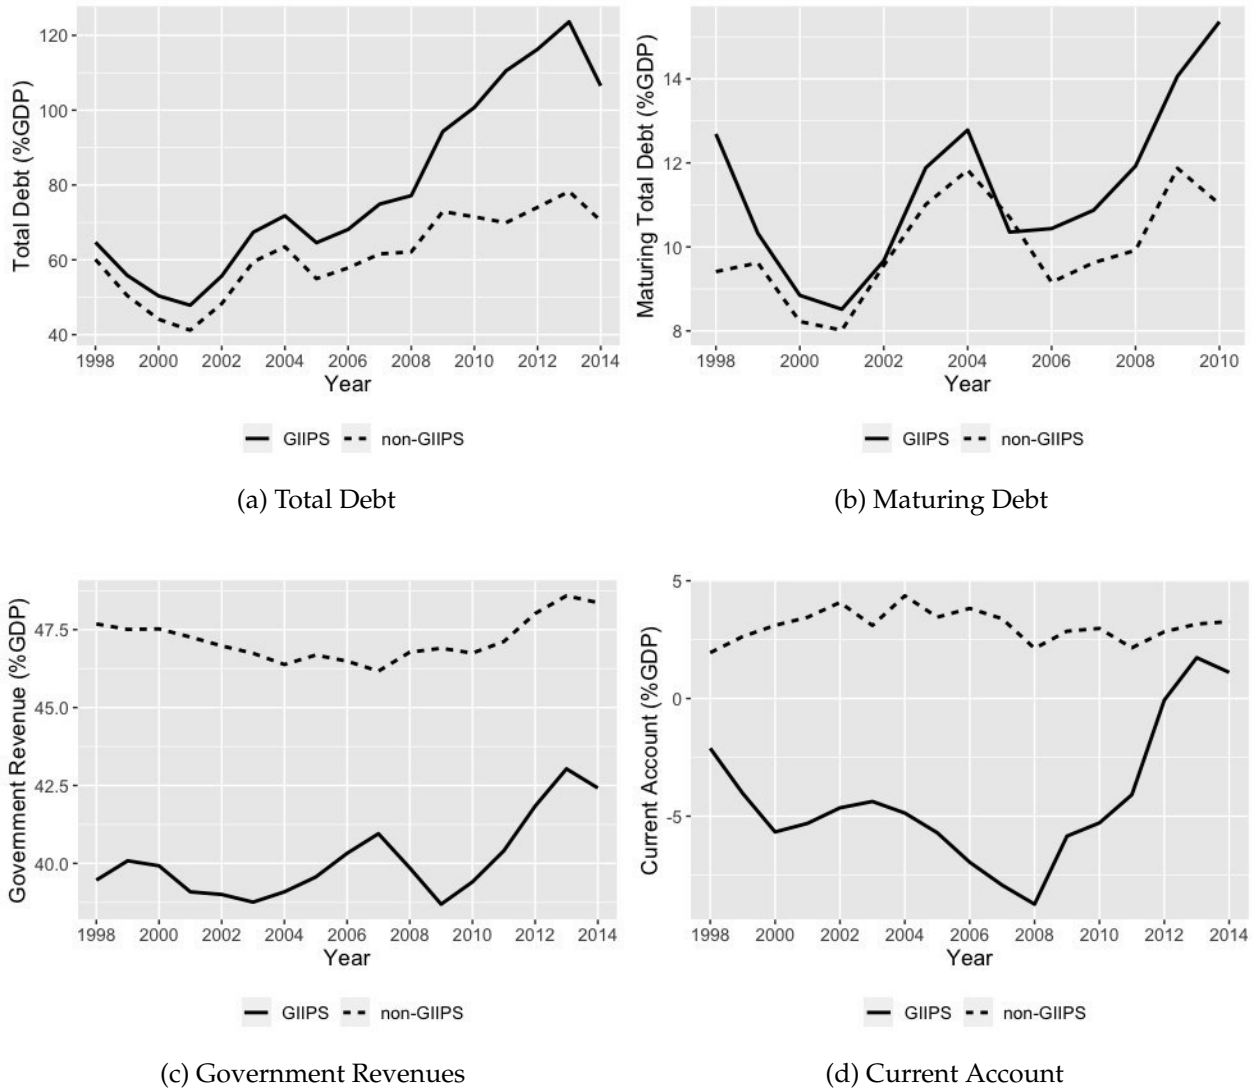 Total Debt (%GDP)
120
100
80
60
40
1998 2000 2002 2004 2006 2008 2010 2012 2014
Year
GIIPS non-GIIPS
(a) Total Debt
Maturing Total Debt (%GDP)
14
12
10
8
1998 2000 2002 2004 2006 2008 2010
Year
GIIPS non-GIIPS
(b) Maturing Debt
Government Revenue (%GDP)
47.5
45.0
42.5
40.0
1998 2000 2002 2004 2006 2008 2010 2012 2014
Year
GIIPS non-GIIPS
(c) Government Revenues
Current Account (%GDP)
5
0
-5
1998 2000 2002 2004 2006 2008 2010 2012 2014
Year
GIIPS non-GIIPS
(d) Current Account